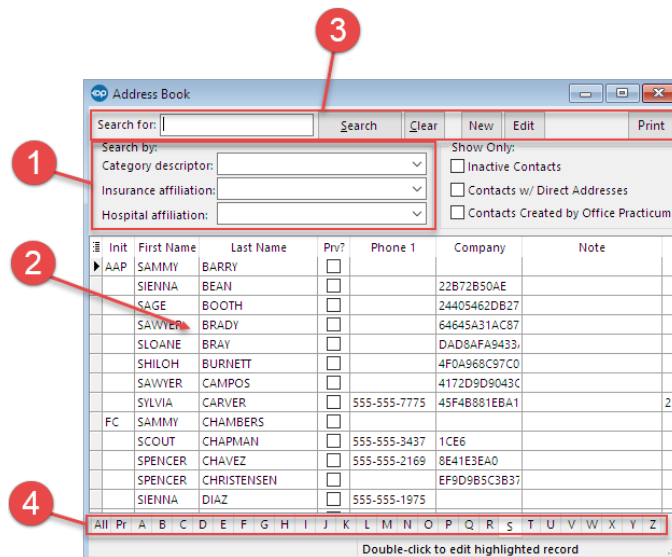 3
op Address Book
Search for: Search Clear New Edit Print
1
Search by: Show Only:
Category descriptor: Inactive Contacts
Insurance affiliation: Contacts w/ Direct Addresses
Hospital affiliation: Contacts Created by Office Practicum
Init First Name Last Name Prv? Phone 1 Company Note
2
AAP SAMMY BARRY
SIENNA BEAN 22B72B50AE
SAGE BOOTH 24405462DB27
SAWYER BRADY 64645A31AC87
SLOANE BRAY DAD8AFA9433
SHILOH BURNETT 4F0A968C97C0
SAWYER CAMPOS 4172D9D9043C
SYLVIA CARVER 555-555-7775 45F4B881EBA1 2
FC SAMMY CHAMBERS
SCOUT CHAPMAN 555-555-3437 1CE6
SPENCER CHAVEZ 555-555-2169 8E41E3EA0
SPENCER CHRISTENSEN EF9D9B5C3B37
SIENNA DIAZ 555-555-1975
4
All Pr A B C D E F G H I J K L M N O P Q R S T U V W X Y Z
Double-click to edit highlighted record